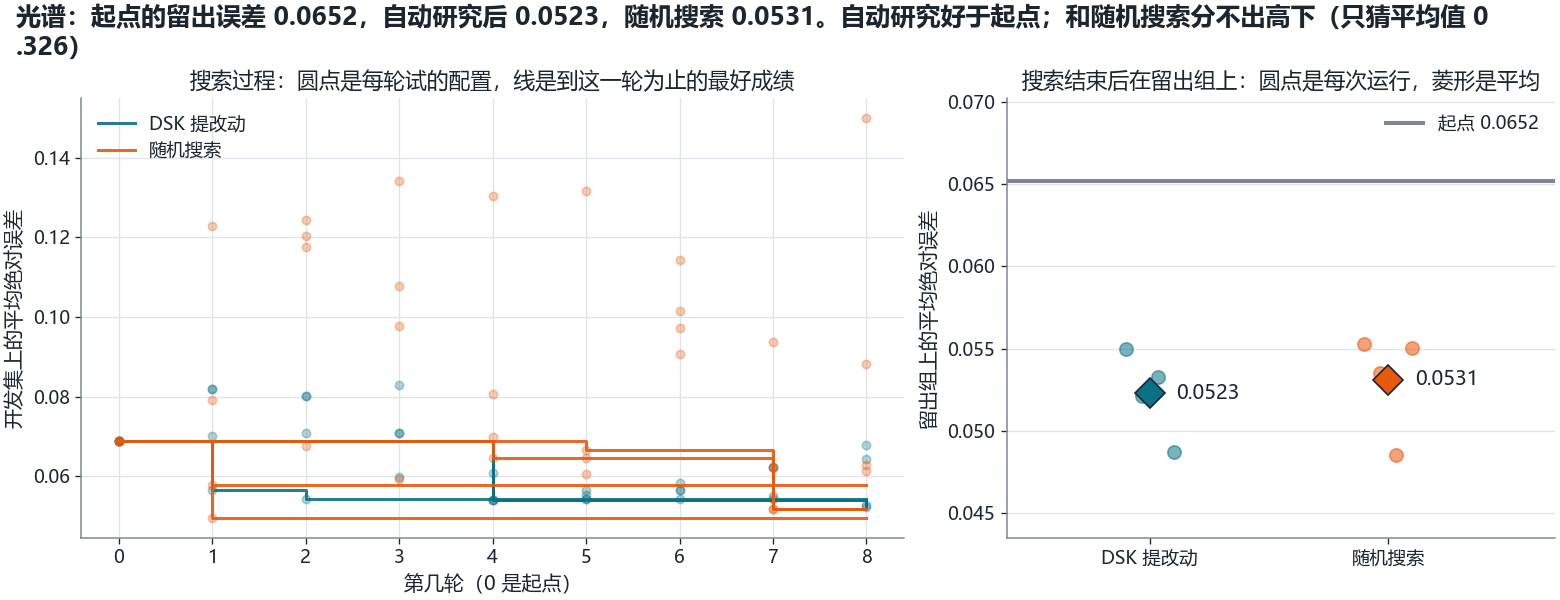 光谱：起点的留出误差 0.0652，自动研究后 0.0523，随机搜索 0.0531。自动研究好于起点；和随机搜索分不出高下（只猜平均值 0
.326）
搜索过程：圆点是每轮试的配置，线是到这一轮为止的最好成绩
DSK 提改动
随机搜索
开发集上的平均绝对误差
0.14
0.12
0.10
0.08
0.06
0
1
2
3
4
5
6
7
8
第几轮（0 是起点）
搜索结束后在留出组上：圆点是每次运行，菱形是平均
起点 0.0652
留出组上的平均绝对误差
0.070
0.065
0.060
0.055
0.050
0.045
0.0523
0.0531
DSK 提改动
随机搜索